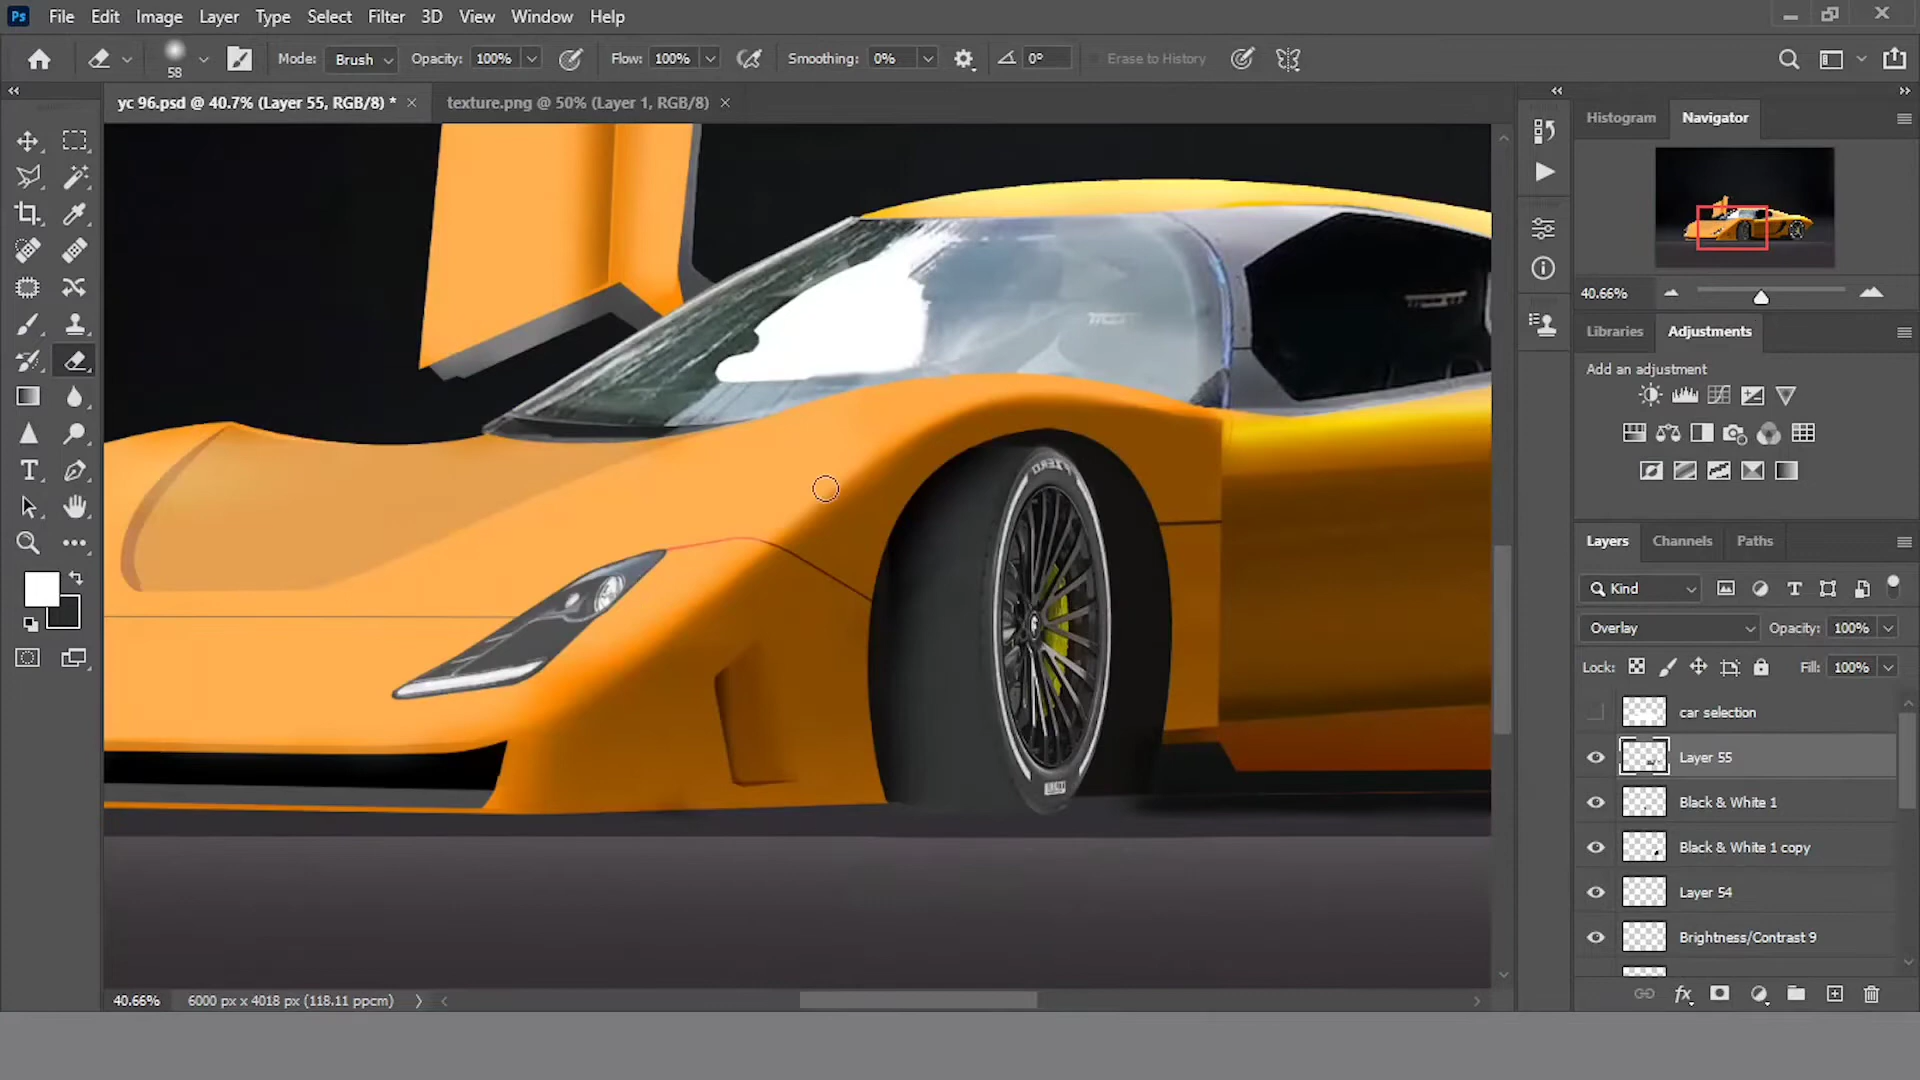 Ps File Edit Image Layer Type Select Filter 3D View Window Help
58 Mode: Brush Opacity: 100% Flow: 100% Smoothing: 0% 0° Erase to History
yc 96.psd @ 40.7% (Layer 55, RGB/8) * × texture.png @ 50% (Layer 1, RGB/8) ×
Histogram Navigator
40.66%
Libraries Adjustments
Add an adjustment
Layers Channels Paths
Kind
Overlay Opacity: 100%
Lock: Fill: 100%
car selection
Layer 55
Black & White 1
Black & White 1 copy
Layer 54
Brightness/Contrast 9
40.66% 6000 px x 4018 px (118.11 ppcm)